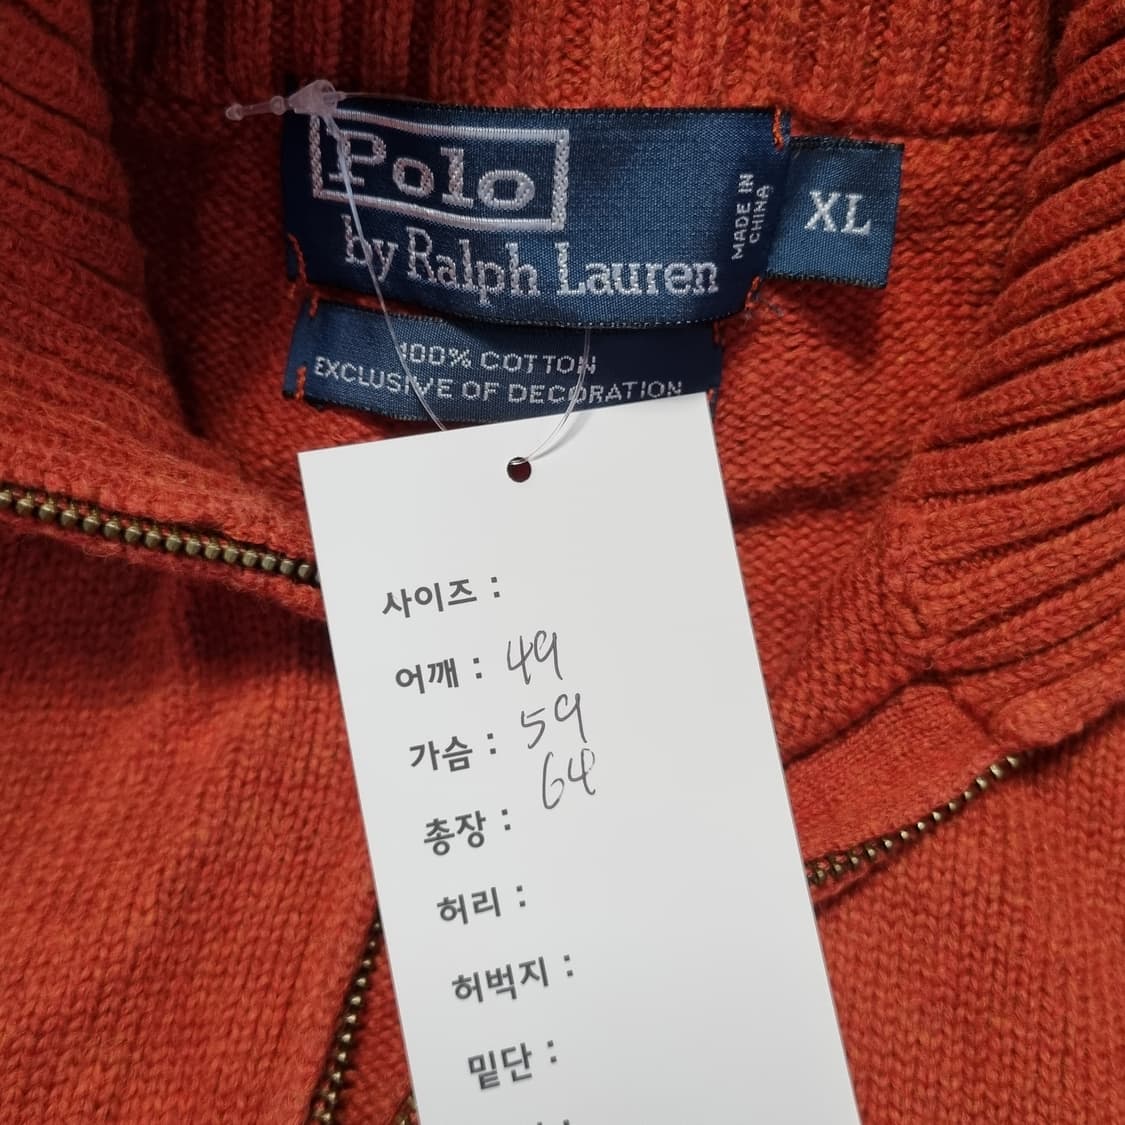 Polo
by Ralph Lauren
MADE IN
CHINA
XL
100% COTTON
EXCLUSIVE OF DECORATION
사이즈 :
어깨 : 49
가슴 : 59
총장 : 64
허리 :
허벅지 :
밑단 :